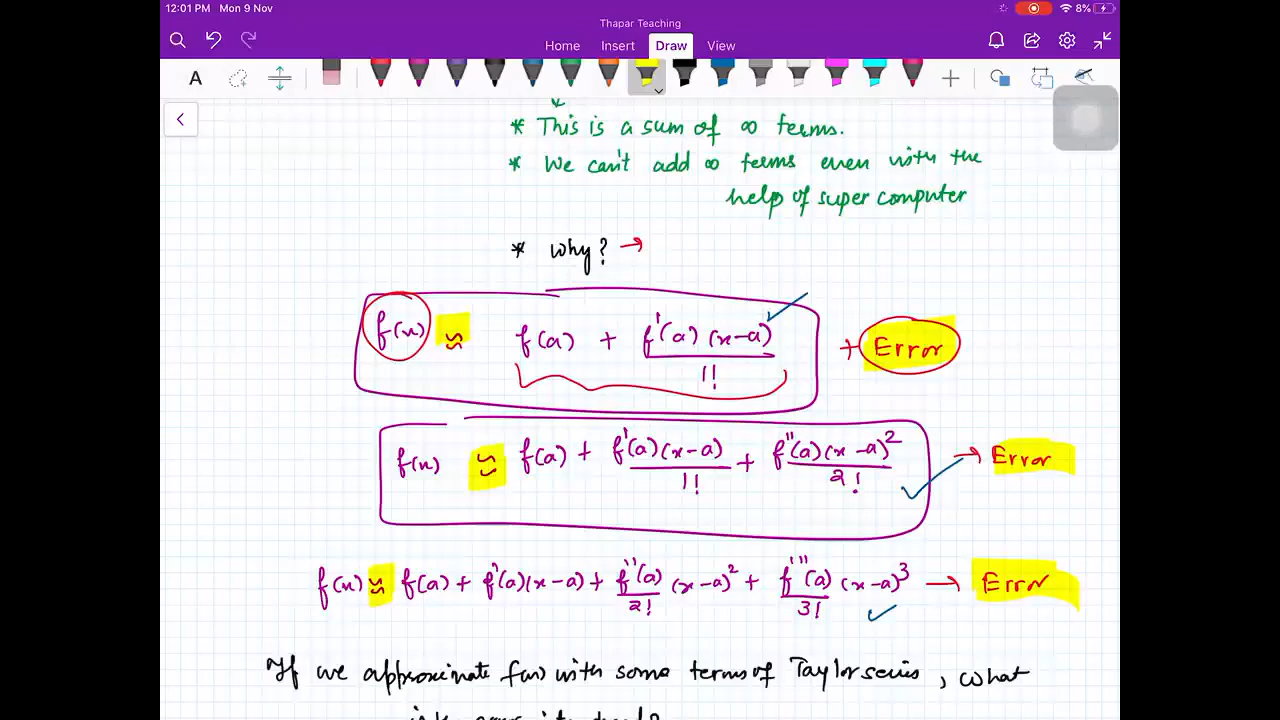 12:01 PM Mon 9 Nov
8%
Thapar Teaching
Home Insert Draw View
A
* This is a sum of ∞ terms.
* We can't add ∞ terms even with the
help of super computer
* Why? →
f(x) ≈ f(a) + f'(a) (x-a) / 1! + Error
f(x) ≈ f(a) + f'(a)(x-a) / 1! + f''(a)(x-a)² / 2! → Error
f(x) ≈ f(a) + f'(a)(x-a) + f''(a) / 2! (x-a)² + f'''(a) / 3! (x-a)³ → Error
If we approximate f(x) with some terms of Taylor series, what